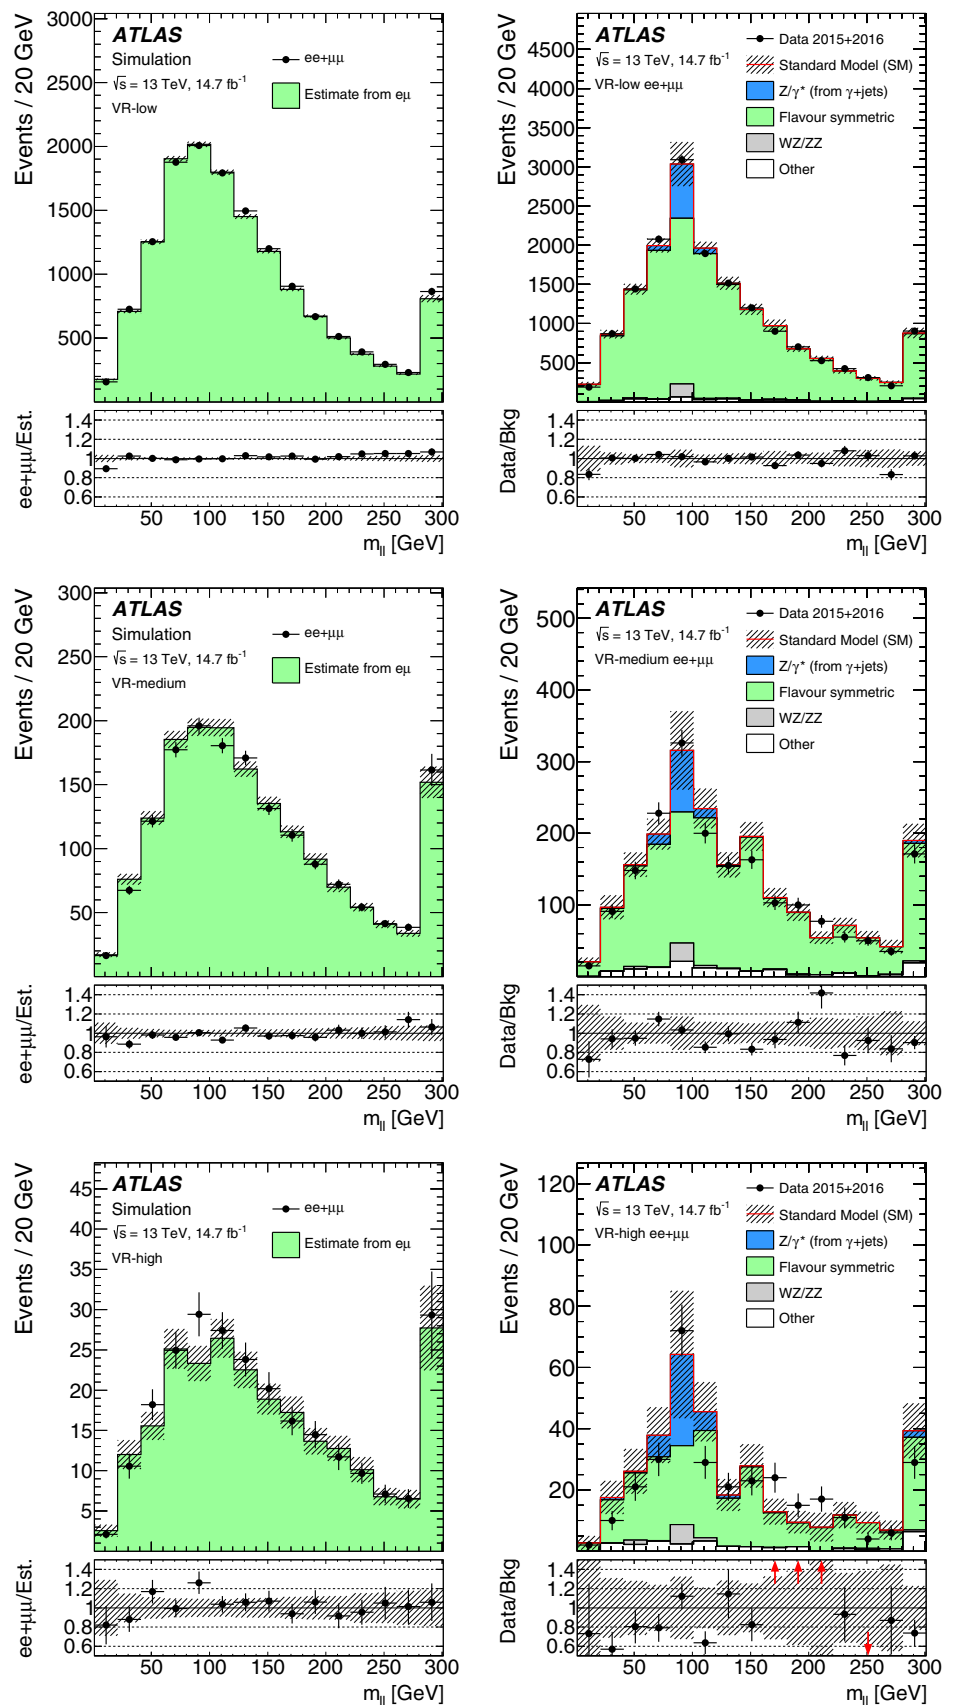 3000
Events / 20 GeV
ATLAS
Simulation
ee+μμ
√s = 13 TeV, 14.7 fb⁻¹
Estimate from eμ
VR-low
2500
2000
1500
1000
500
ee+μμ/Est.
1.4
1.2
1
0.8
0.6
50 100 150 200 250 300
m_ll [GeV]
Events / 20 GeV
4500
4000
3500
3000
2500
2000
1500
1000
500
ATLAS
√s = 13 TeV, 14.7 fb⁻¹
VR-low ee+μμ
Data 2015+2016
Standard Model (SM)
Z/γ* (from γ+jets)
Flavour symmetric
WZ/ZZ
Other
Data/Bkg
1.4
1.2
1
0.8
0.6
50 100 150 200 250 300
m_ll [GeV]
Events / 20 GeV
300
250
200
150
100
50
ATLAS
Simulation
ee+μμ
√s = 13 TeV, 14.7 fb⁻¹
Estimate from eμ
VR-medium
ee+μμ/Est.
1.4
1.2
1
0.8
0.6
50 100 150 200 250 300
m_ll [GeV]
Events / 20 GeV
500
400
300
200
100
ATLAS
√s = 13 TeV, 14.7 fb⁻¹
VR-medium ee+μμ
Data 2015+2016
Standard Model (SM)
Z/γ* (from γ+jets)
Flavour symmetric
WZ/ZZ
Other
Data/Bkg
1.4
1.2
1
0.8
0.6
50 100 150 200 250 300
m_ll [GeV]
Events / 20 GeV
45
40
35
30
25
20
15
10
5
ATLAS
Simulation
ee+μμ
√s = 13 TeV, 14.7 fb⁻¹
Estimate from eμ
VR-high
ee+μμ/Est.
1.4
1.2
1
0.8
0.6
50 100 150 200 250 300
m_ll [GeV]
Events / 20 GeV
120
100
80
60
40
20
ATLAS
√s = 13 TeV, 14.7 fb⁻¹
VR-high ee+μμ
Data 2015+2016
Standard Model (SM)
Z/γ* (from γ+jets)
Flavour symmetric
WZ/ZZ
Other
Data/Bkg
1.4
1.2
1
0.8
0.6
50 100 150 200 250 300
m_ll [GeV]